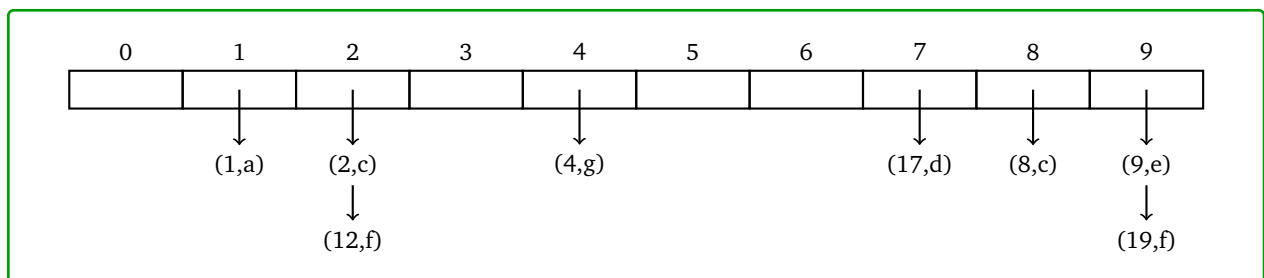 0 1 2 3 4 5 6 7 8 9
(1,a) (2,c) (4,g) (17,d) (8,c) (9,e)
(12,f) (19,f)